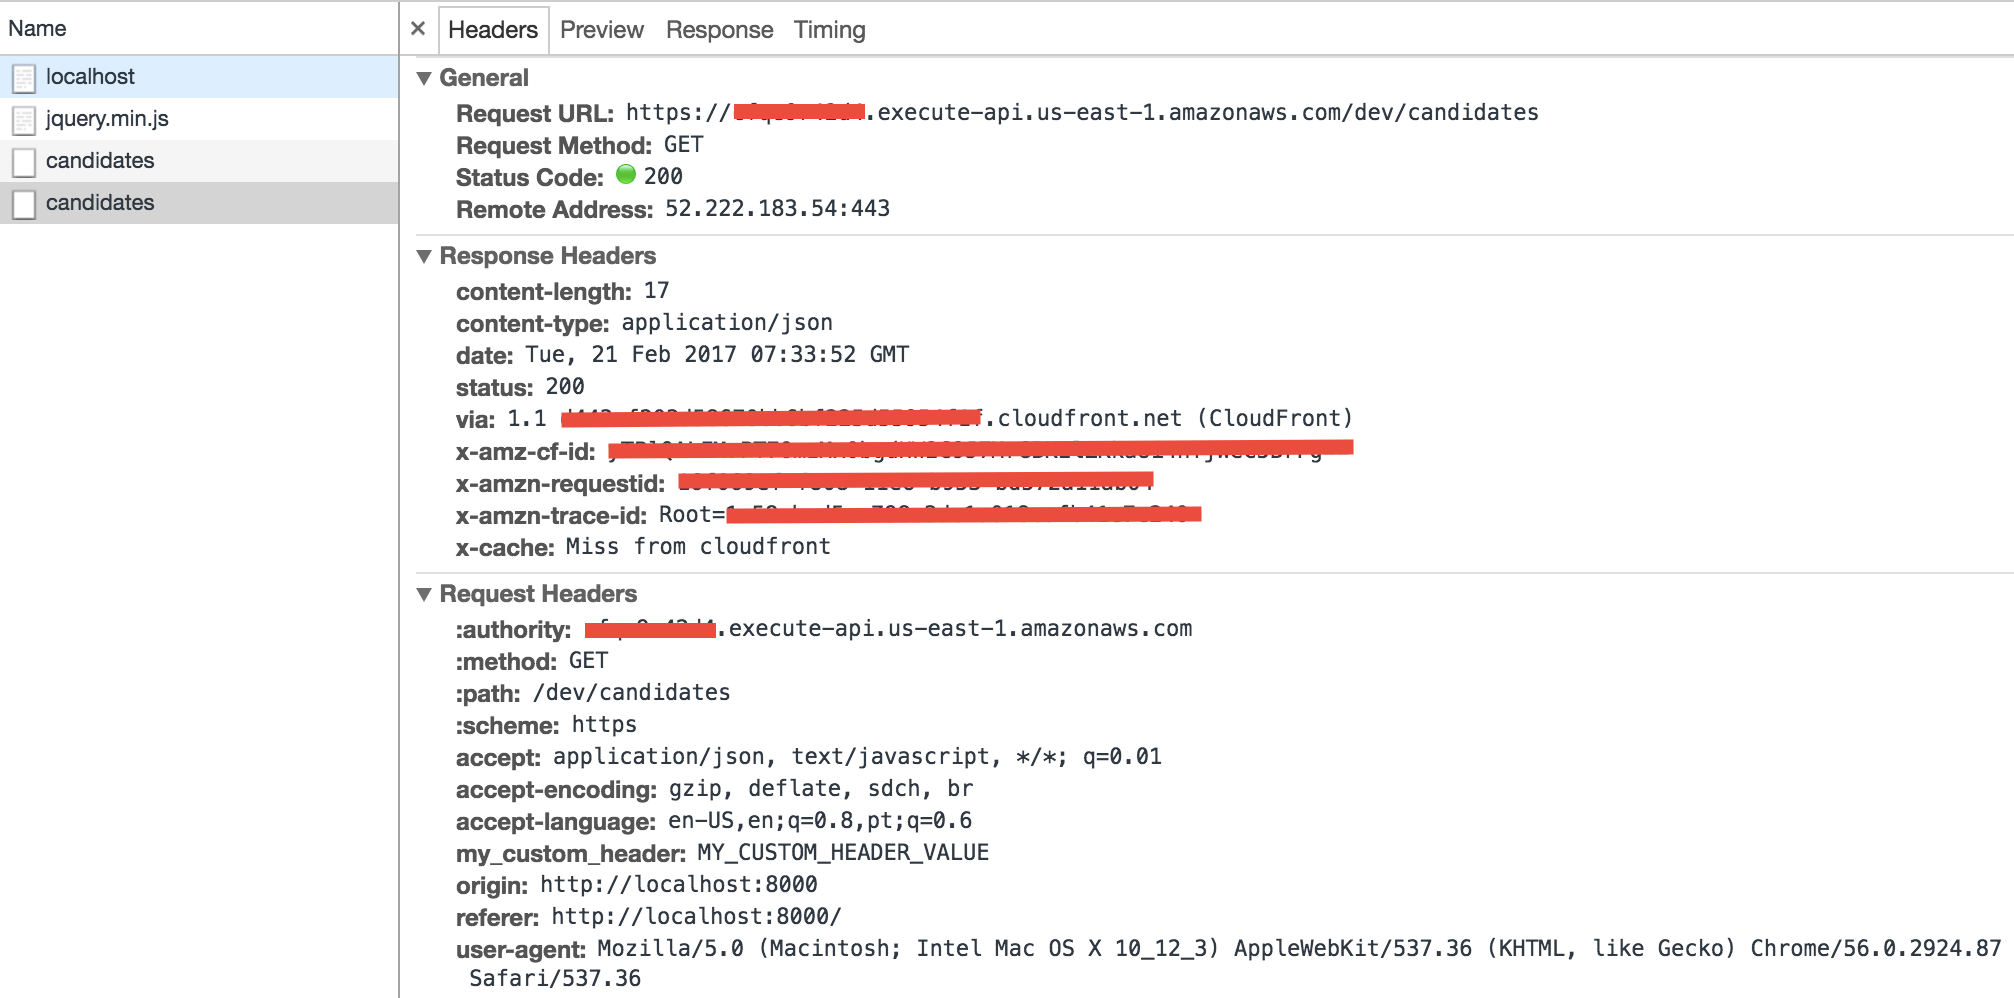 Name
localhost
jquery.min.js
candidates
candidates
× Headers Preview Response Timing
▼ General
Request URL: https:// .execute-api.us-east-1.amazonaws.com/dev/candidates
Request Method: GET
Status Code: 200
Remote Address: 52.222.183.54:443
▼ Response Headers
content-length: 17
content-type: application/json
date: Tue, 21 Feb 2017 07:33:52 GMT
status: 200
via: 1.1 .cloudfront.net (CloudFront)
x-amz-cf-id:
x-amzn-requestid:
x-amzn-trace-id: Root=
x-cache: Miss from cloudfront
▼ Request Headers
:authority: .execute-api.us-east-1.amazonaws.com
:method: GET
:path: /dev/candidates
:scheme: https
accept: application/json, text/javascript, */*; q=0.01
accept-encoding: gzip, deflate, sdch, br
accept-language: en-US,en;q=0.8,pt;q=0.6
my_custom_header: MY_CUSTOM_HEADER_VALUE
origin: http://localhost:8000
referer: http://localhost:8000/
user-agent: Mozilla/5.0 (Macintosh; Intel Mac OS X 10_12_3) AppleWebKit/537.36 (KHTML, like Gecko) Chrome/56.0.2924.87
Safari/537.36